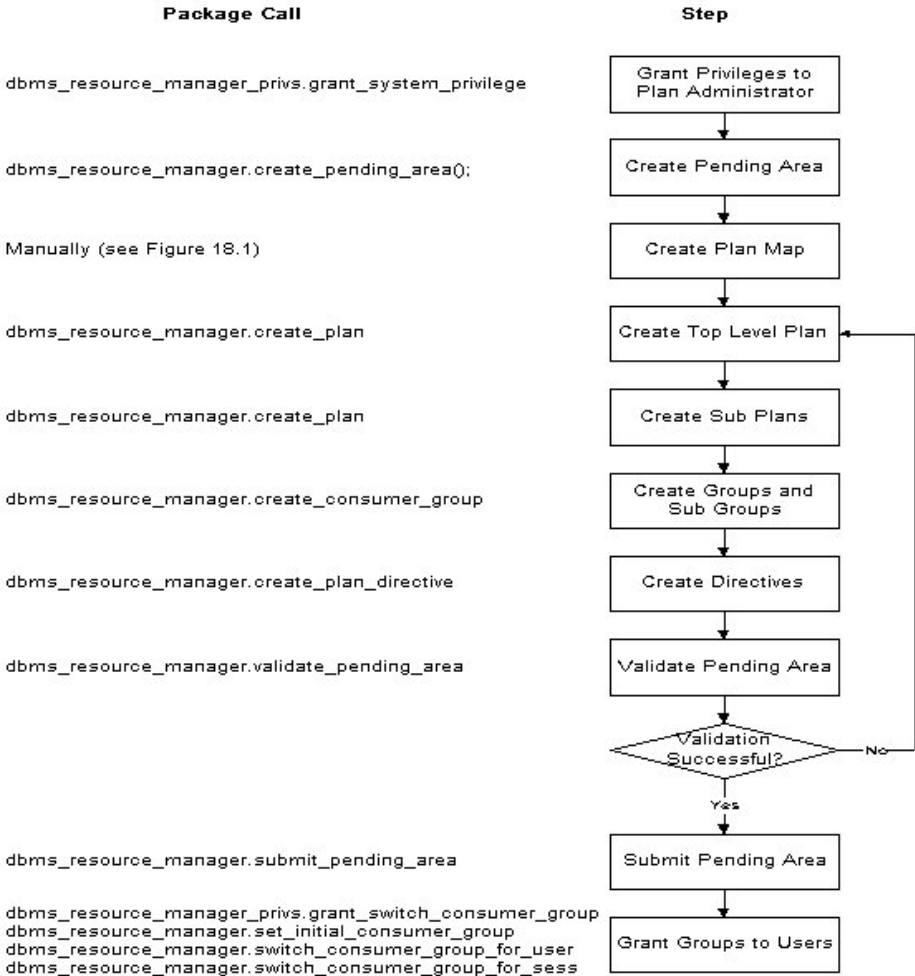 Package Call Step
dbms_resource_manager_privs.grant_system_privilege
Grant Privileges to
Plan Administrator
dbms_resource_manager.create_pending_area();
Create Pending Area
Manually (see Figure 18.1)
Create Plan Map
dbms_resource_manager.create_plan
Create Top Level Plan
dbms_resource_manager.create_plan
Create Sub Plans
dbms_resource_manager.create_consumer_group
Create Groups and
Sub Groups
dbms_resource_manager.create_plan_directive
Create Directives
dbms_resource_manager.validate_pending_area
Validate Pending Area
Validation
Successful?
No
Yes
dbms_resource_manager.submit_pending_area
Submit Pending Area
dbms_resource_manager_privs.grant_switch_consumer_group
dbms_resource_manager.set_initial_consumer_group
dbms_resource_manager.switch_consumer_group_for_user
dbms_resource_manager.switch_consumer_group_for_sess
Grant Groups to Users